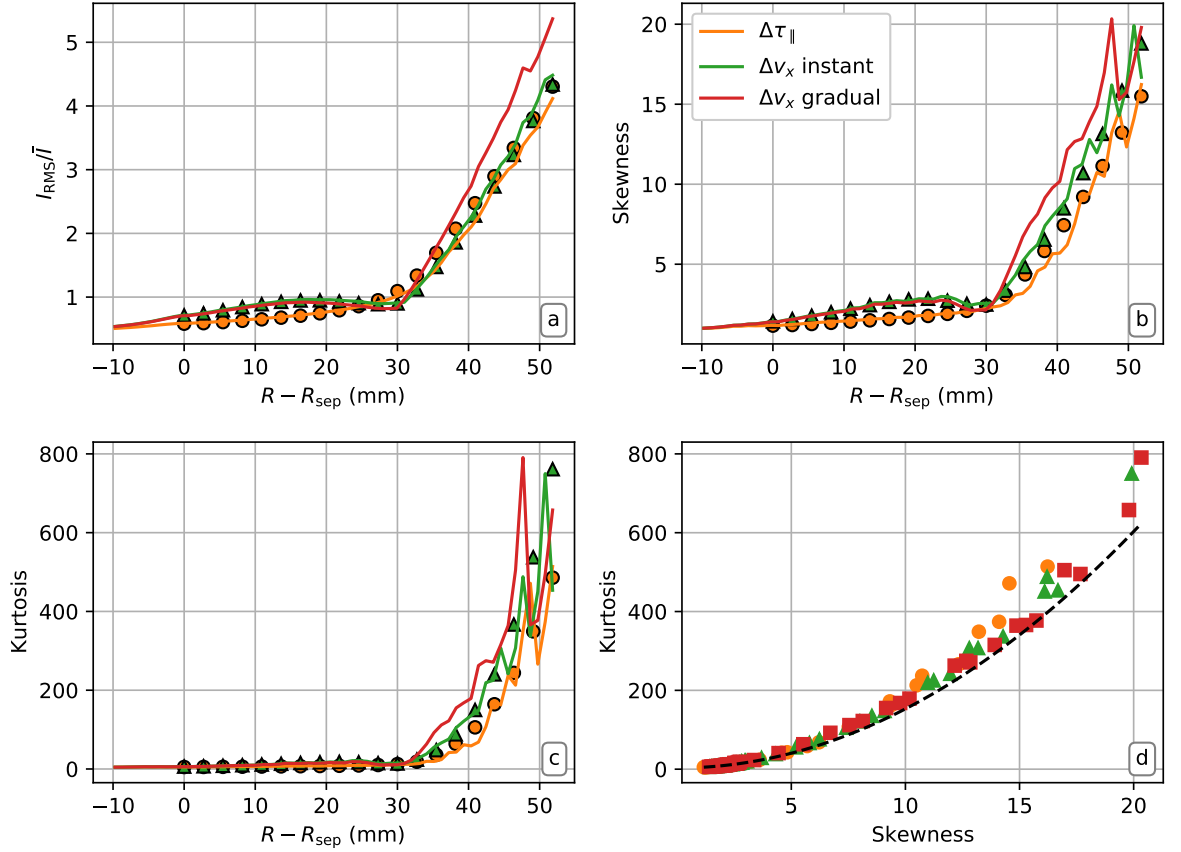 I_RMS/Ī
5
4
3
2
1
−10 0 10 20 30 40 50
R − R_sep (mm)
a
Skewness
20
15
10
5
Δτ_∥
Δv_x instant
Δv_x gradual
−10 0 10 20 30 40 50
R − R_sep (mm)
b
Kurtosis
800
600
400
200
0
−10 0 10 20 30 40 50
R − R_sep (mm)
c
Kurtosis
800
600
400
200
0
5 10 15 20
Skewness
d